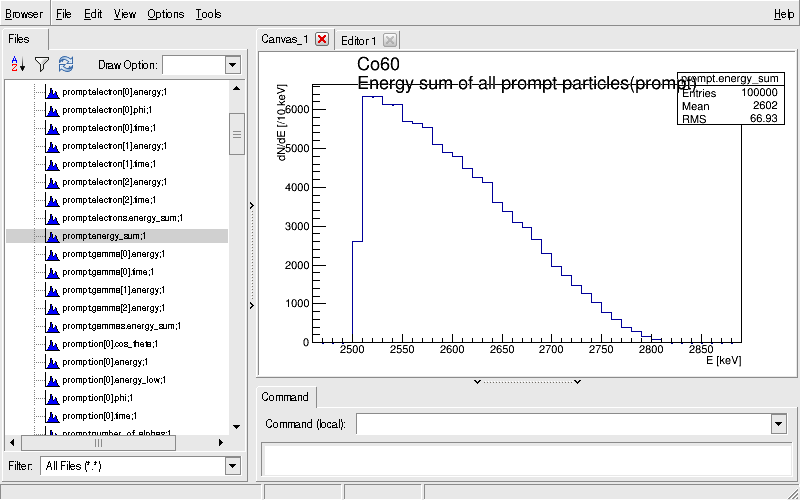 Browser File Edit View Options Tools Help
Files
Draw Option:
prompt.electron[0].energy;1
prompt.electron[0].phi;1
prompt.electron[0].time;1
prompt.electron[1].energy;1
prompt.electron[1].time;1
prompt.electron[2].energy;1
prompt.electron[2].time;1
prompt.electrons.energy_sum;1
prompt.energy_sum;1
prompt.gamma[0].energy;1
prompt.gamma[0].time;1
prompt.gamma[1].energy;1
prompt.gamma[2].energy;1
prompt.gammas.energy_sum;1
prompt.ion[0].cos_theta;1
prompt.ion[0].energy;1
prompt.ion[0].energy_low;1
prompt.ion[0].phi;1
prompt.ion[0].time;1
prompt.number_of_alphas;1
Filter: All Files (*.*)
Canvas_1 Editor 1
Co60
Energy sum of all prompt particles(prompt)
prompt.energy_sum
Entries 100000
Mean 2602
RMS 66.93
dN/dE [/10 keV]
6000
5000
4000
3000
2000
1000
0
2500 2550 2600 2650 2700 2750 2800 2850
E [keV]
Command
Command (local):